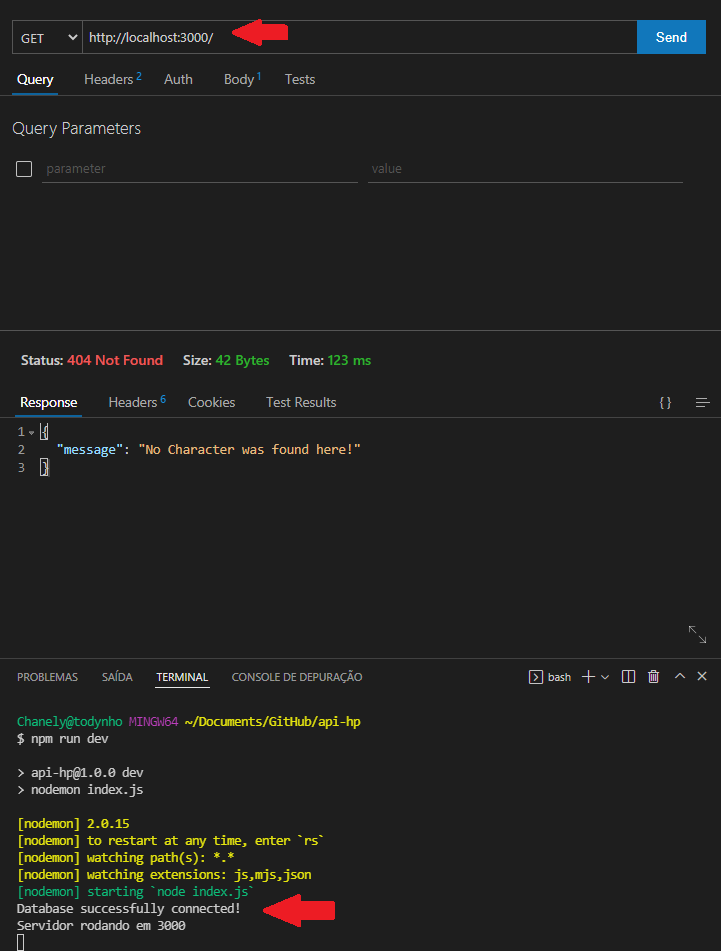 GET http://localhost:3000/ Send
Query Headers 2 Auth Body 1 Tests
Query Parameters
parameter value
Status: 404 Not Found Size: 42 Bytes Time: 123 ms
Response Headers 6 Cookies Test Results { }
1 {
2 "message": "No Character was found here!"
3 }
PROBLEMAS SAÍDA TERMINAL CONSOLE DE DEPURAÇÃO bash
Chanely@todynho MINGW64 ~/Documents/GitHub/api-hp
$ npm run dev
> api-hp@1.0.0 dev
> nodemon index.js
[nodemon] 2.0.15
[nodemon] to restart at any time, enter `rs`
[nodemon] watching path(s): *.*
[nodemon] watching extensions: js,mjs,json
[nodemon] starting `node index.js`
Database successfully connected!
Servidor rodando em 3000